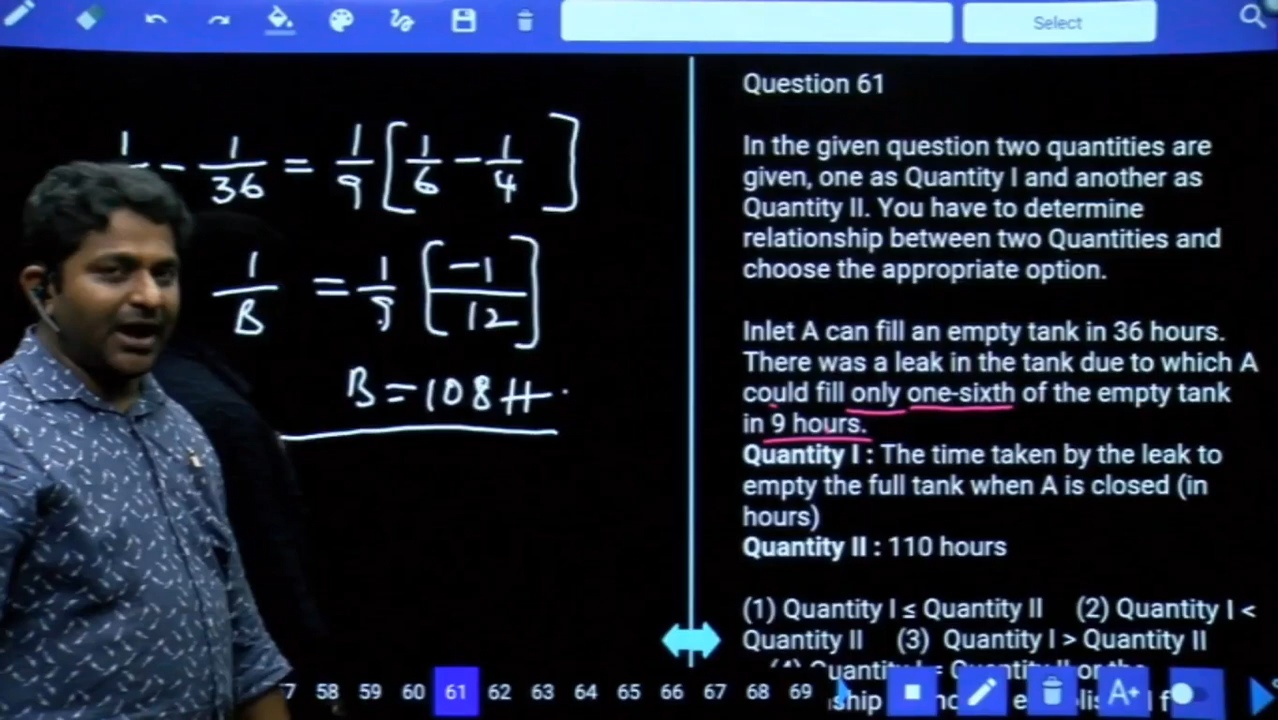 Select
Question 61
In the given question two quantities are
given, one as Quantity I and another as
Quantity II. You have to determine
relationship between two Quantities and
choose the appropriate option.
Inlet A can fill an empty tank in 36 hours.
There was a leak in the tank due to which A
could fill only one-sixth of the empty tank
in 9 hours.
Quantity I : The time taken by the leak to
empty the full tank when A is closed (in
hours)
Quantity II : 110 hours
(1) Quantity I ≤ Quantity II (2) Quantity I <
Quantity II (3) Quantity I > Quantity II
1 - 1/36 = 1/9 [1/6 - 1/4]
1/B = 1/9 [-1/12]
B = 108 H.
58 59 60 61 62 63 64 65 66 67 68 69
A+